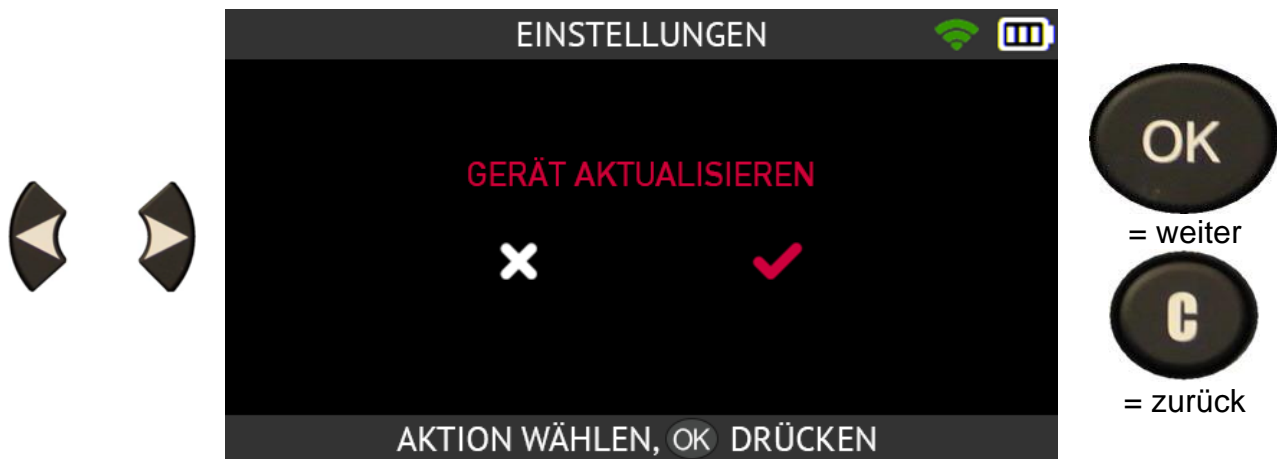 EINSTELLUNGEN
GERÄT AKTUALISIEREN
OK
= weiter
C
= zurück
AKTION WÄHLEN, OK DRÜCKEN